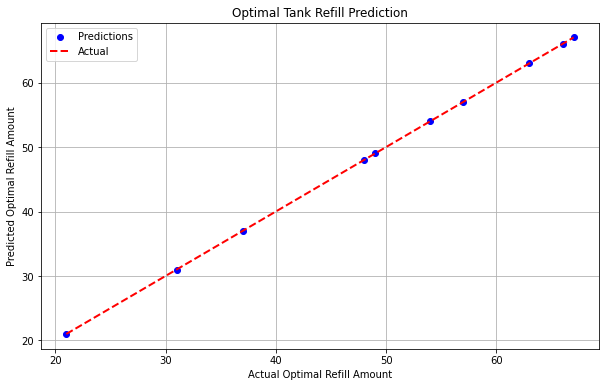 Optimal Tank Refill Prediction
Predictions
Actual
Predicted Optimal Refill Amount
60
50
40
30
20
20 30 40 50 60
Actual Optimal Refill Amount